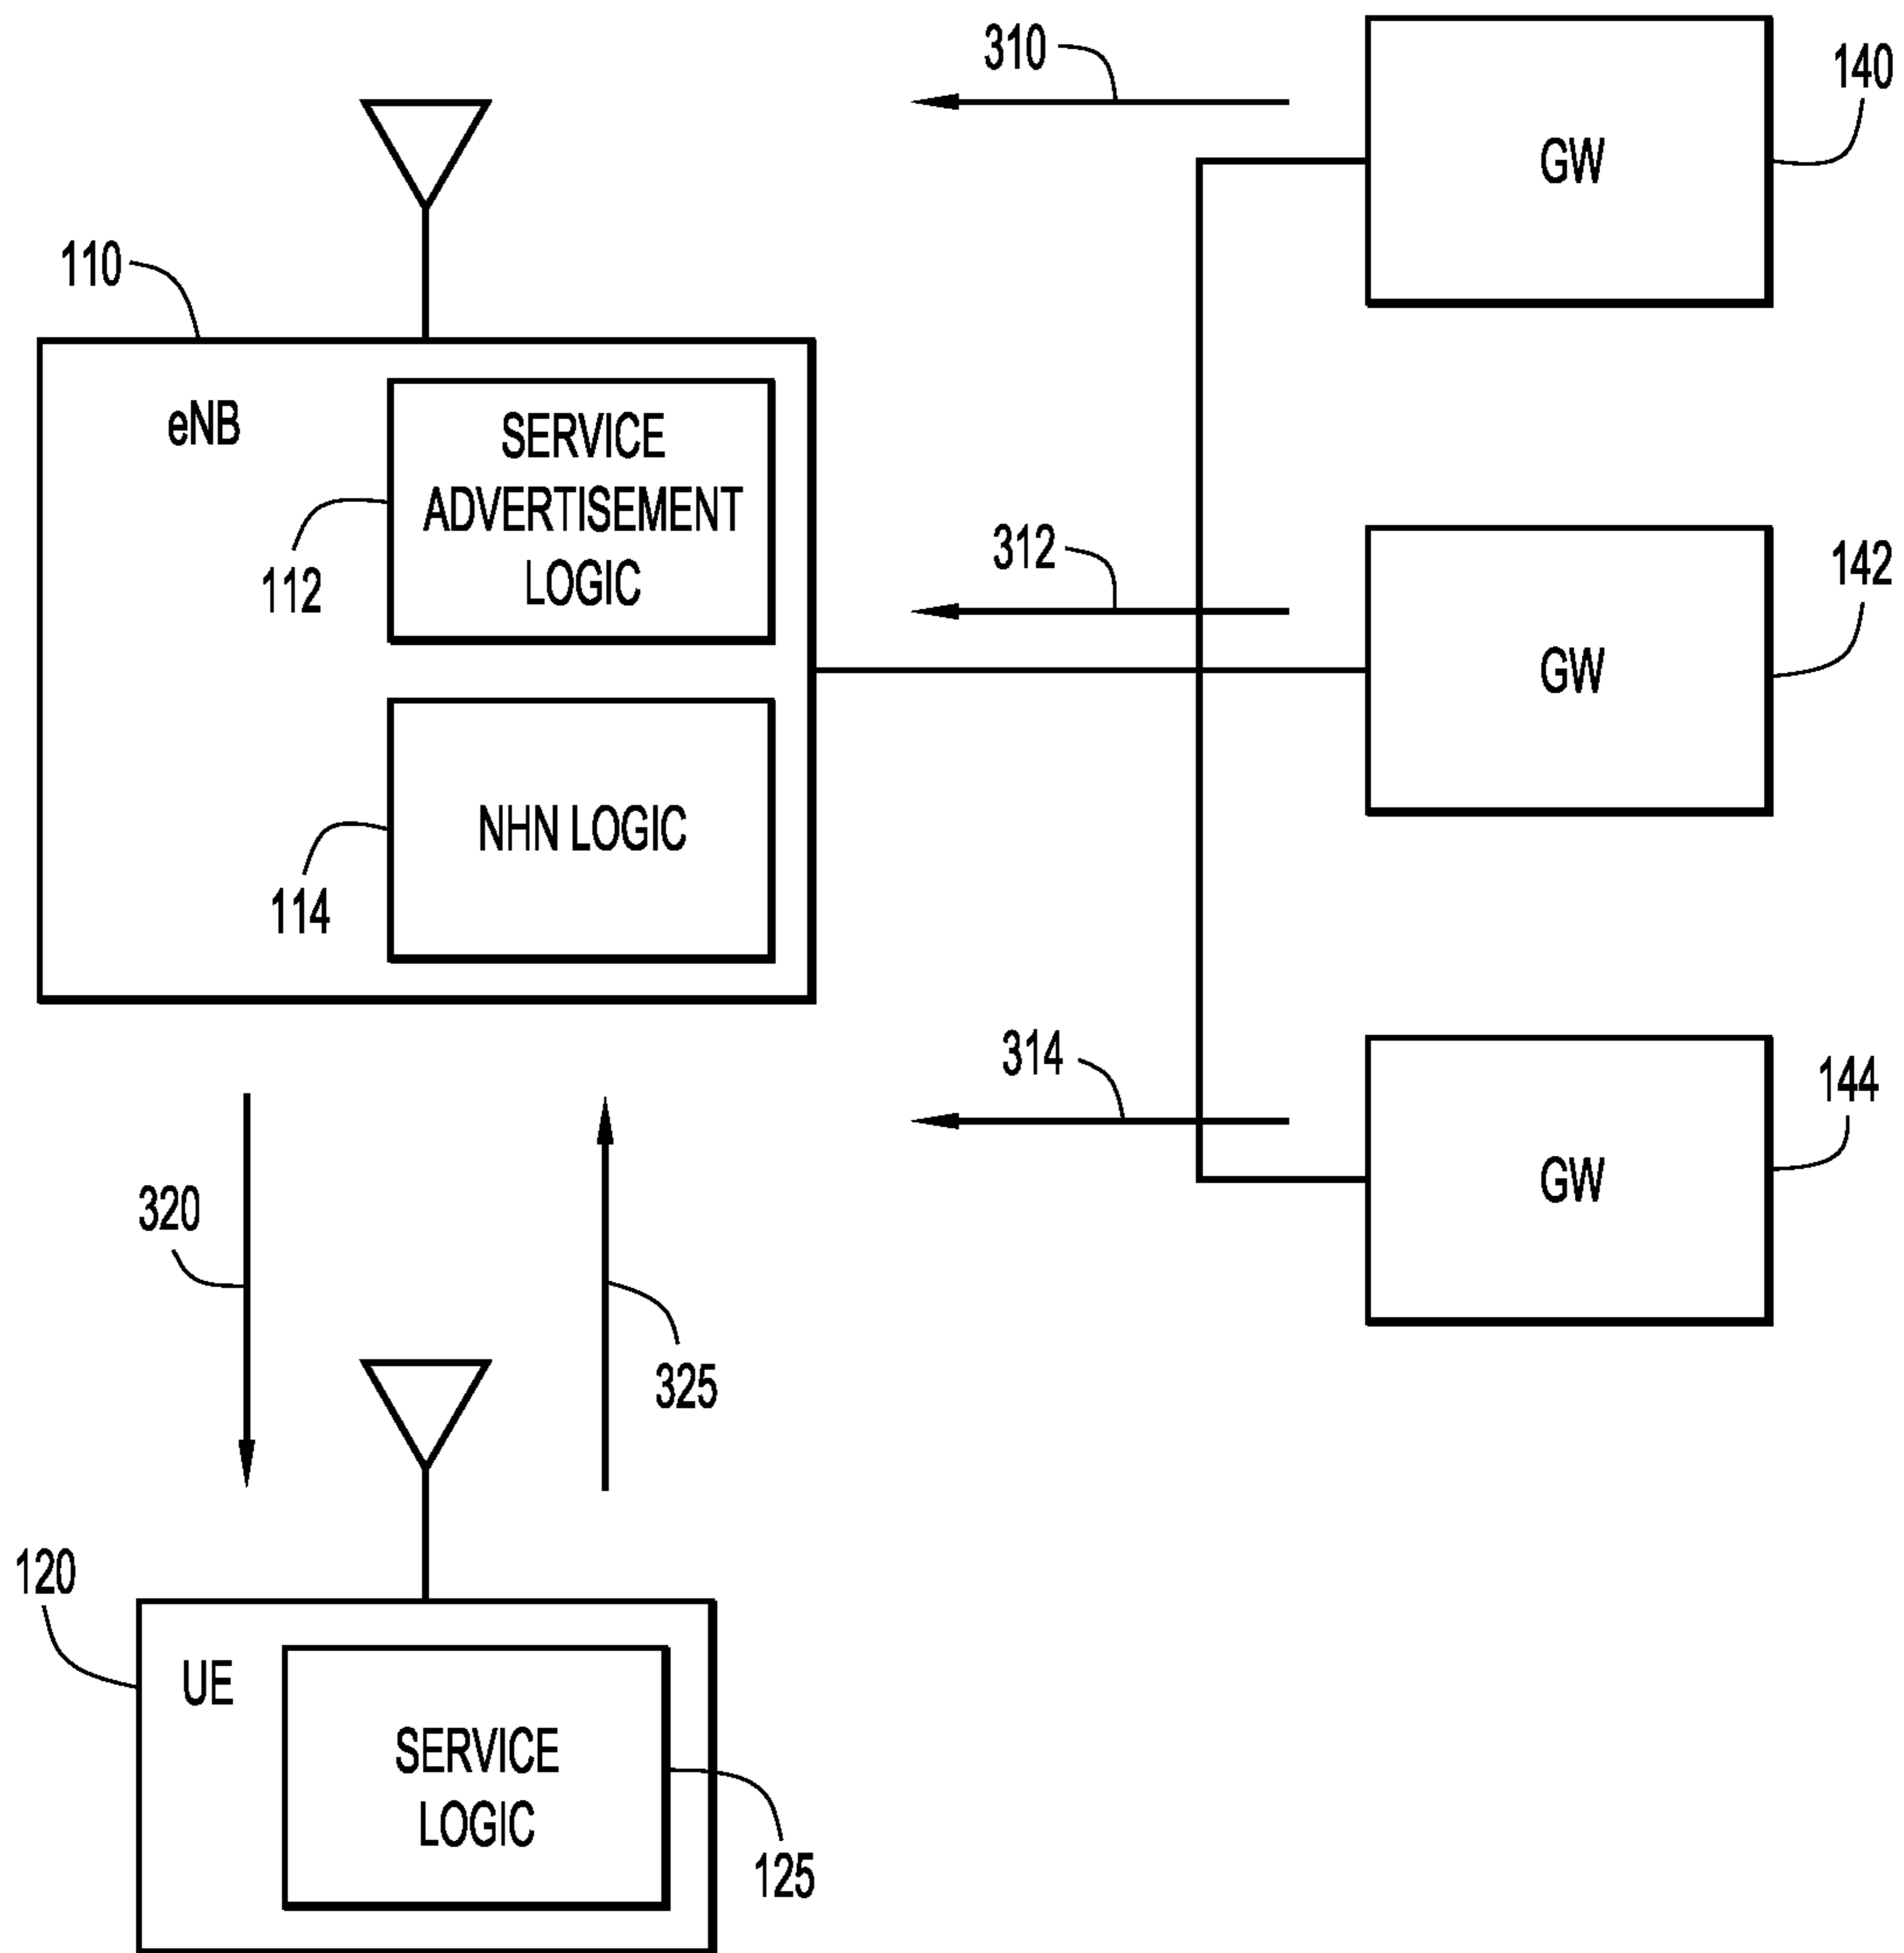 310
140
GW
110
eNB
SERVICE
ADVERTISEMENT
LOGIC
112
312
142
GW
NHN LOGIC
114
314
144
GW
320
325
120
UE
SERVICE
LOGIC
125